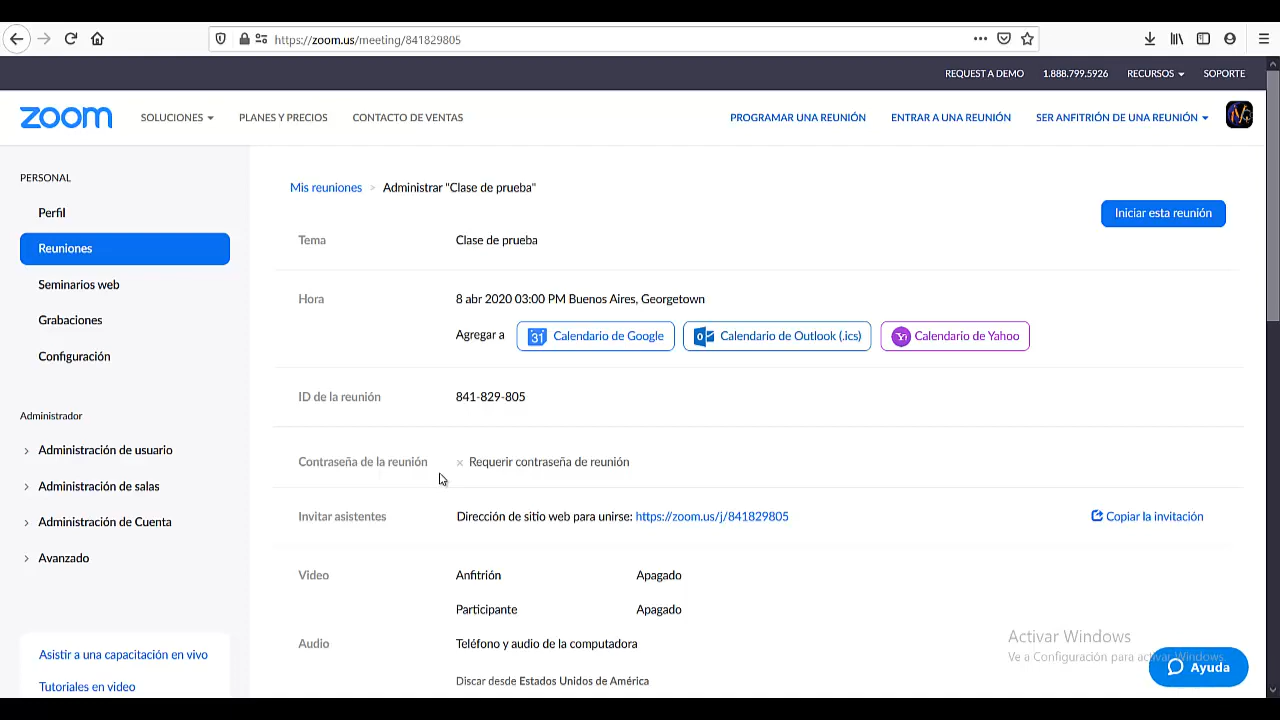 https://zoom.us/meeting/841829805
REQUEST A DEMO 1.888.799.5926 RECURSOS SOPORTE
zoom SOLUCIONES PLANES Y PRECIOS CONTACTO DE VENTAS PROGRAMAR UNA REUNIÓN ENTRAR A UNA REUNIÓN SER ANFITRIÓN DE UNA REUNIÓN
PERSONAL
Perfil
Reuniones
Seminarios web
Grabaciones
Configuración
Administrador
Administración de usuario
Administración de salas
Administración de Cuenta
Avanzado
Asistir a una capacitación en vivo
Tutoriales en video
Mis reuniones > Administrar "Clase de prueba"
Iniciar esta reunión
Tema Clase de prueba
Hora 8 abr 2020 03:00 PM Buenos Aires, Georgetown
Agregar a 31 Calendario de Google Calendario de Outlook (.ics) Calendario de Yahoo
ID de la reunión 841-829-805
Contraseña de la reunión × Requerir contraseña de reunión
Invitar asistentes Dirección de sitio web para unirse: https://zoom.us/j/841829805 Copiar la invitación
Video Anfitrión Apagado
Participante Apagado
Audio Teléfono y audio de la computadora
Discar desde Estados Unidos de América
Activar Windows
Ve a Configuración para activar Windows.
Ayuda